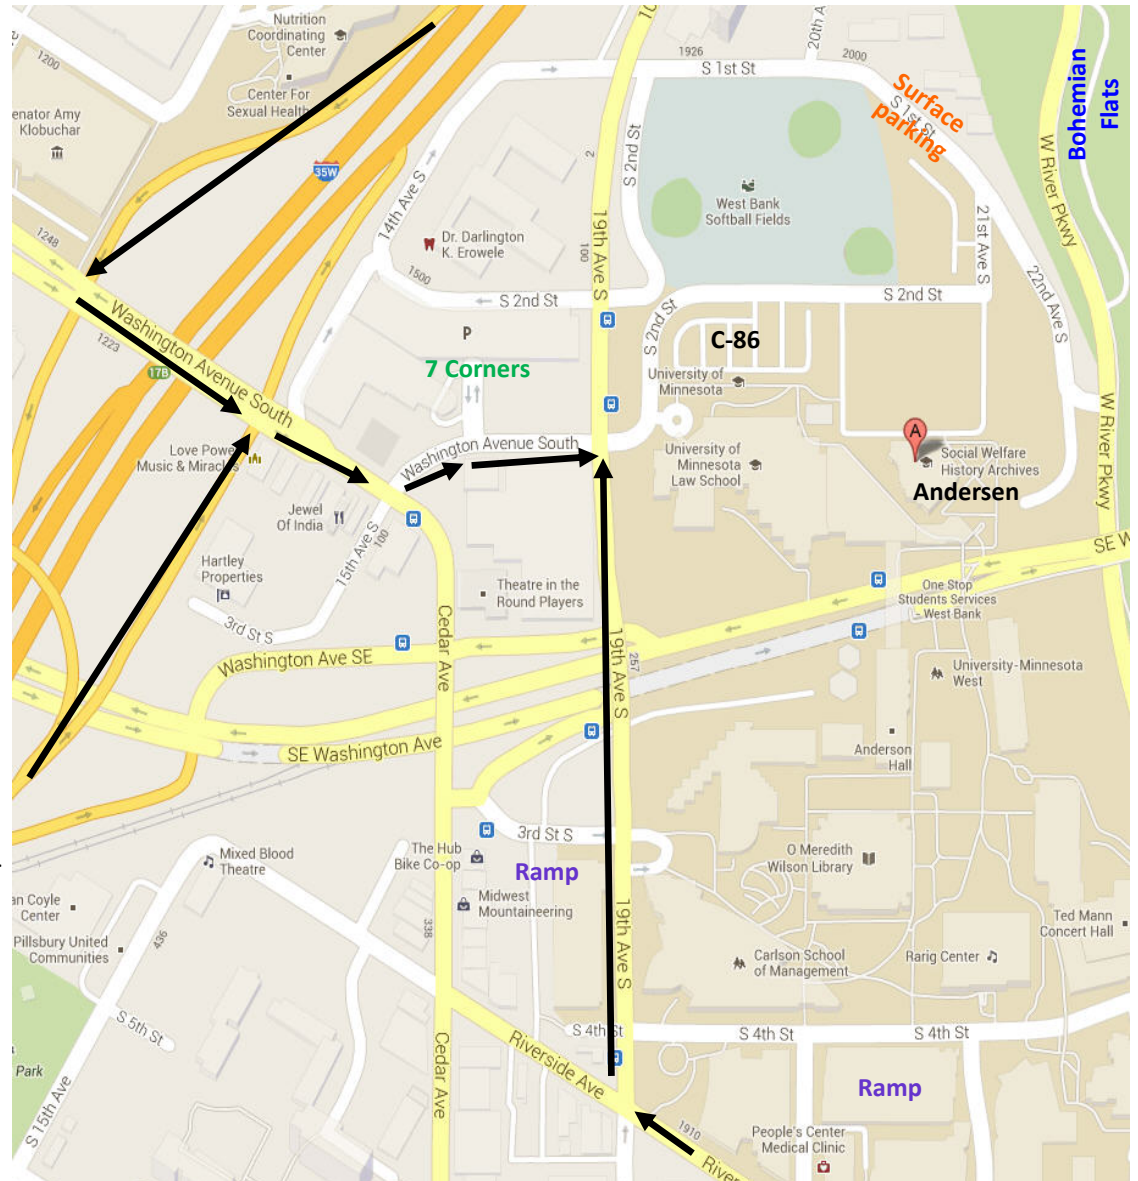 Nutrition
Coordinating
Center
1200
Center For
Sexual Health
enator Amy
Klobuchar
35W
10
1926
20th A
2000
S 1st St
Surface
parking
S 1st St
Bohemian
Flats
W River Pkwy
14th Ave S
2
S 2nd St
West Bank
Softball Fields
19th Ave S
100
Dr. Darlington
K. Erowele
1500
S 2nd St
21st Ave S
22nd Ave S
1248
Washington Avenue South
1223
17B
P
7 Corners
S 2nd St
S 2nd St
C-86
University of
Minnesota
Washington Avenue South
University of
Minnesota
Law School
A
Social Welfare
History Archives
Andersen
W River Pkwy
Love Power
Music & Miracles
Jewel
Of India
15th Ave S
100
Hartley
Properties
3rd St S
Theatre in the
Round Players
SE W
One Stop
Students Services
- West Bank
Cedar Ave
Washington Ave SE
19th Ave S
257
University-Minnesota
West
SE Washington Ave
Anderson
Hall
3rd St S
The Hub
Bike Co-op
Ramp
Mixed Blood
Theatre
O Meredith
Wilson Library
Midwest
Mountaineering
an Coyle
Center
Pillsbury United
Communities
436
338
19th Ave S
Carlson School
of Management
Rarig Center
Ted Mann
Concert Hall
S 5th St
S 4th St
S 4th St
S 4th St
Park
S 15th Ave
Cedar Ave
Riverside Ave
Ramp
1910
People's Center
Medical Clinic
River